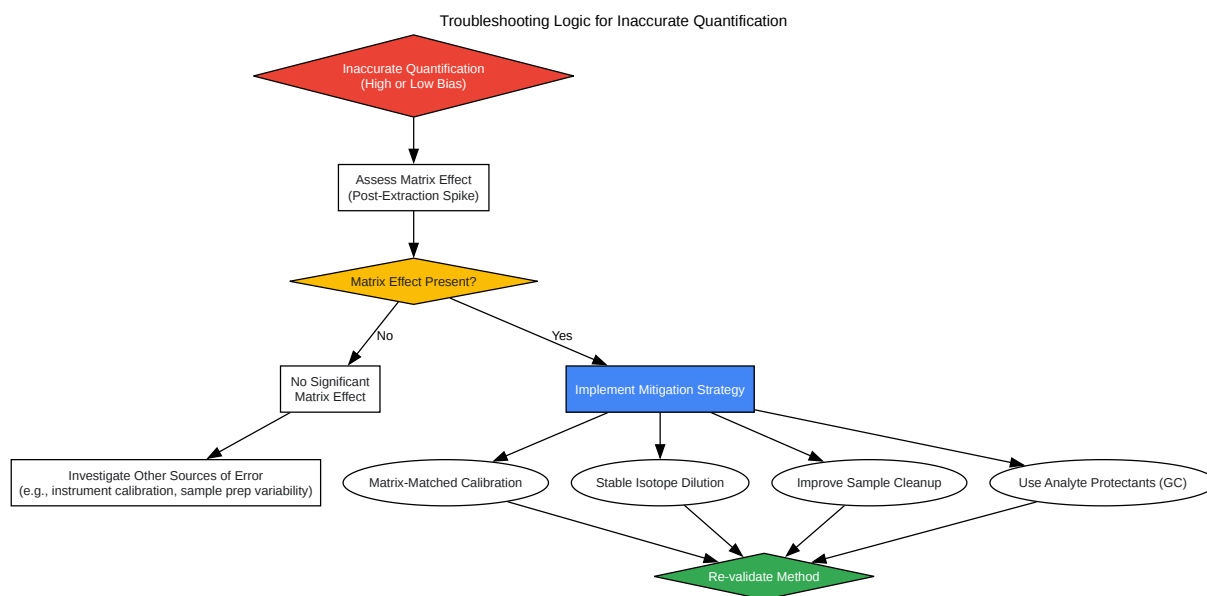 Troubleshooting Logic for Inaccurate Quantification
Inaccurate Quantification
(High or Low Bias)
Assess Matrix Effect
(Post-Extraction Spike)
Matrix Effect Present?
No
Yes
No Significant
Matrix Effect
Implement Mitigation Strategy
Investigate Other Sources of Error
(e.g., instrument calibration, sample prep variability)
Matrix-Matched Calibration
Stable Isotope Dilution
Improve Sample Cleanup
Use Analyte Protectants (GC)
Re-validate Method